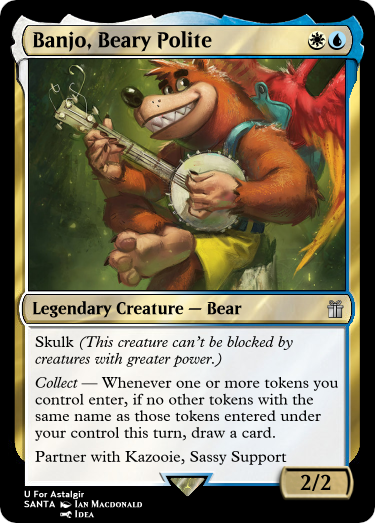 Banjo, Beary Polite
Legendary Creature — Bear
Skulk (This creature can't be blocked by
creatures with greater power.)
Collect — Whenever one or more tokens you
control enter, if no other tokens with the
same name as those tokens entered under
your control this turn, draw a card.
Partner with Kazooie, Sassy Support
2/2
U For Astalgir
SANTA Ian Macdonald
Idea